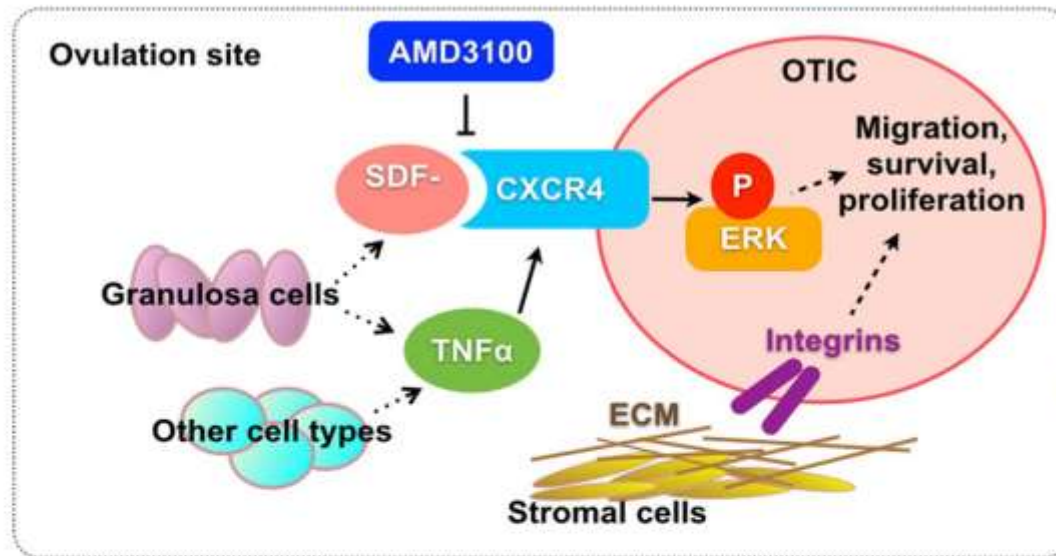 Ovulation site
AMD3100
OTIC
SDF-
CXCR4
P
ERK
Migration,
survival,
proliferation
Granulosa cells
TNFα
Integrins
Other cell types
ECM
Stromal cells